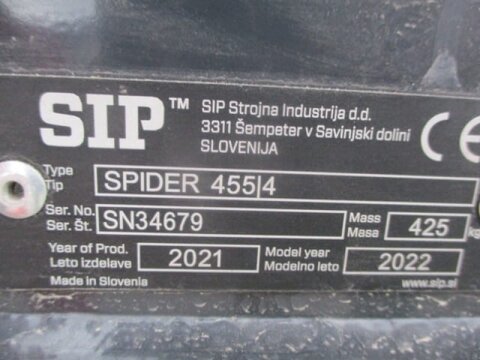 SIP™ SIP Strojna Industrija d.d.
3311 Šempeter v Savinjski dolini
SLOVENIJA
CE
Type
Tip
SPIDER 455|4
Ser. No.
Ser. Št.
SN34679
Mass
Masa
425
kg
Year of Prod.
Leto izdelave
2021
Model year
Modelno leto
2022
Made in Slovenia
www.sip.si